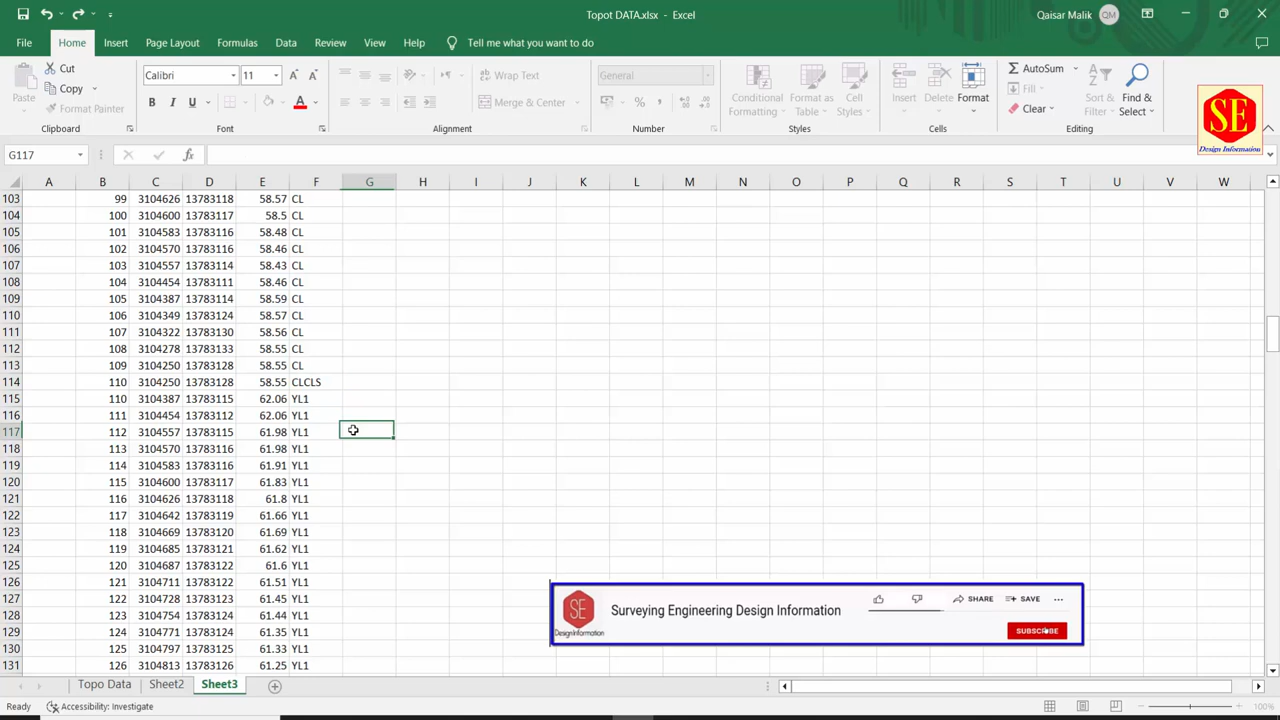 Topot DATA.xlsx - Excel
Qaisar Malik QM
File Home Insert Page Layout Formulas Data Review View Help Tell me what you want to do
Cut
Copy
Format Painter
Paste
Clipboard
Calibri 11
B I U
Font
Wrap Text
Merge & Center
Alignment
General
Number
Conditional Formatting
Format as Table
Cell Styles
Styles
Insert Delete Format
Cells
AutoSum
Fill
Clear
Sort & Filter
Find & Select
Editing
SE
Design Information
G117 fx
A B C D E F G H I J K L M N O P Q R S T U V W
103 99 3104626 13783118 58.57 CL
104 100 3104600 13783117 58.5 CL
105 101 3104583 13783116 58.48 CL
106 102 3104570 13783116 58.46 CL
107 103 3104557 13783114 58.43 CL
108 104 3104454 13783111 58.46 CL
109 105 3104387 13783114 58.59 CL
110 106 3104349 13783124 58.57 CL
111 107 3104322 13783130 58.56 CL
112 108 3104278 13783133 58.55 CL
113 109 3104250 13783128 58.55 CL
114 110 3104250 13783128 58.55 CLCLS
115 110 3104387 13783115 62.06 YL1
116 111 3104454 13783112 62.06 YL1
117 112 3104557 13783115 61.98 YL1
118 113 3104570 13783116 61.98 YL1
119 114 3104583 13783116 61.91 YL1
120 115 3104600 13783117 61.83 YL1
121 116 3104626 13783118 61.8 YL1
122 117 3104642 13783118 61.66 YL1
123 118 3104669 13783120 61.69 YL1
124 119 3104685 13783121 61.62 YL1
125 120 3104687 13783122 61.6 YL1
126 121 3104711 13783122 61.51 YL1
127 122 3104728 13783123 61.45 YL1
128 123 3104754 13783124 61.44 YL1
129 124 3104771 13783124 61.35 YL1
130 125 3104797 13783125 61.33 YL1
131 126 3104813 13783126 61.25 YL1
SE
Design Information
Surveying Engineering Design Information
SHARE SAVE
SUBSCRIBE
Topo Data Sheet2 Sheet3
Ready Accessibility: Investigate 100%